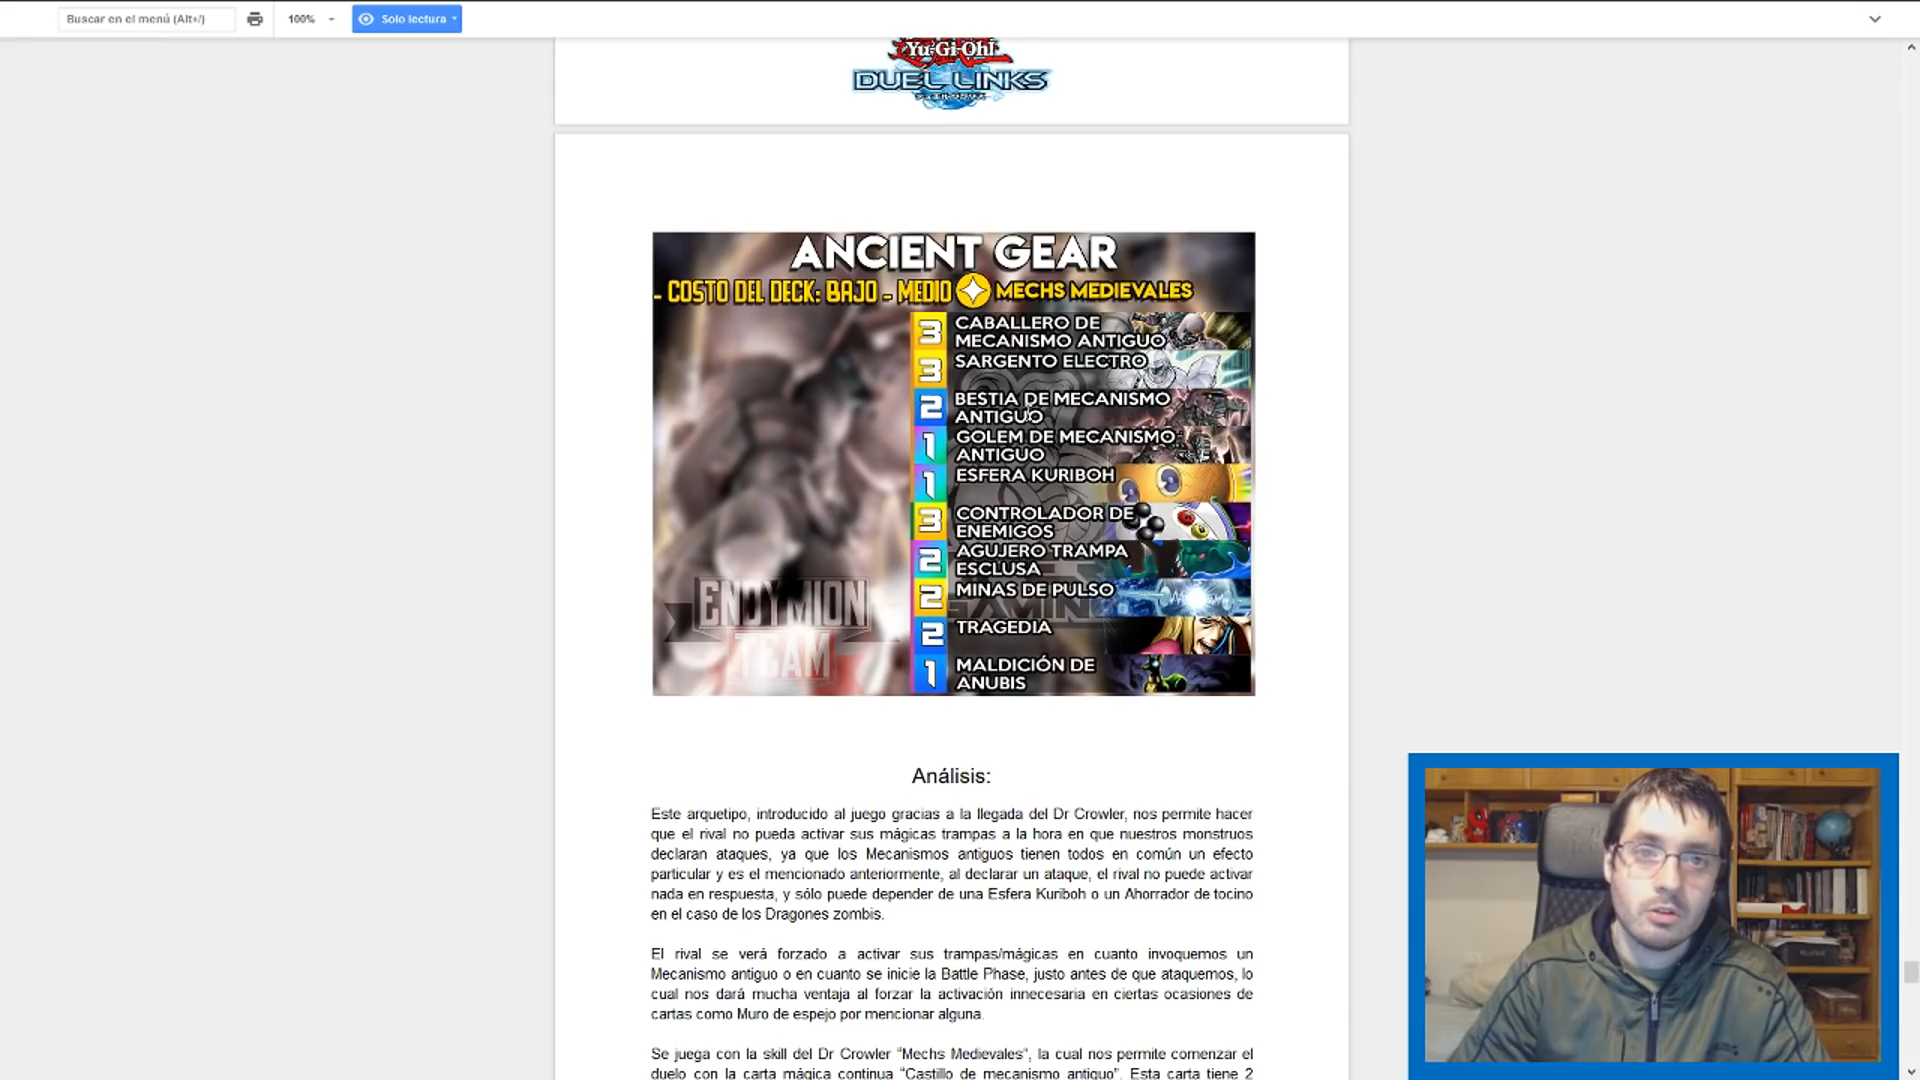 Buscar en el menú (Alt+/)
100%
Solo lectura
Yu-Gi-Oh!
DUEL LINKS
ANCIENT GEAR
- COSTO DEL DECK: BAJO - MEDIO MECHS MEDIEVALES
3 CABALLERO DE
MECANISMO ANTIGUO
3 SARGENTO ELECTRO
2 BESTIA DE MECANISMO
ANTIGUO
1 GOLEM DE MECANISMO
ANTIGUO
1 ESFERA KURIBOH
3 CONTROLADOR DE
ENEMIGOS
2 AGUJERO TRAMPA
ESCLUSA
2 MINAS DE PULSO
2 TRAGEDIA
1 MALDICIÓN DE
ANUBIS
ENDYMION
TEAM
GAMING
Análisis:
Este arquetipo, introducido al juego gracias a la llegada del Dr Crowler, nos permite hacer
que el rival no pueda activar sus mágicas trampas a la hora en que nuestros monstruos
declaran ataques, ya que los Mecanismos antiguos tienen todos en común un efecto
particular y es el mencionado anteriormente, al declarar un ataque, el rival no puede activar
nada en respuesta, y sólo puede depender de una Esfera Kuriboh o un Ahorrador de tocino
en el caso de los Dragones zombis.
El rival se verá forzado a activar sus trampas/mágicas en cuanto invoquemos un
Mecanismo antiguo o en cuanto se inicie la Battle Phase, justo antes de que ataquemos, lo
cual nos dará mucha ventaja al forzar la activación innecesaria en ciertas ocasiones de
cartas como Muro de espejo por mencionar alguna.
Se juega con la skill del Dr Crowler "Mechs Medievales", la cual nos permite comenzar el
duelo con la carta mágica continua "Castillo de mecanismo antiguo". Esta carta tiene 2